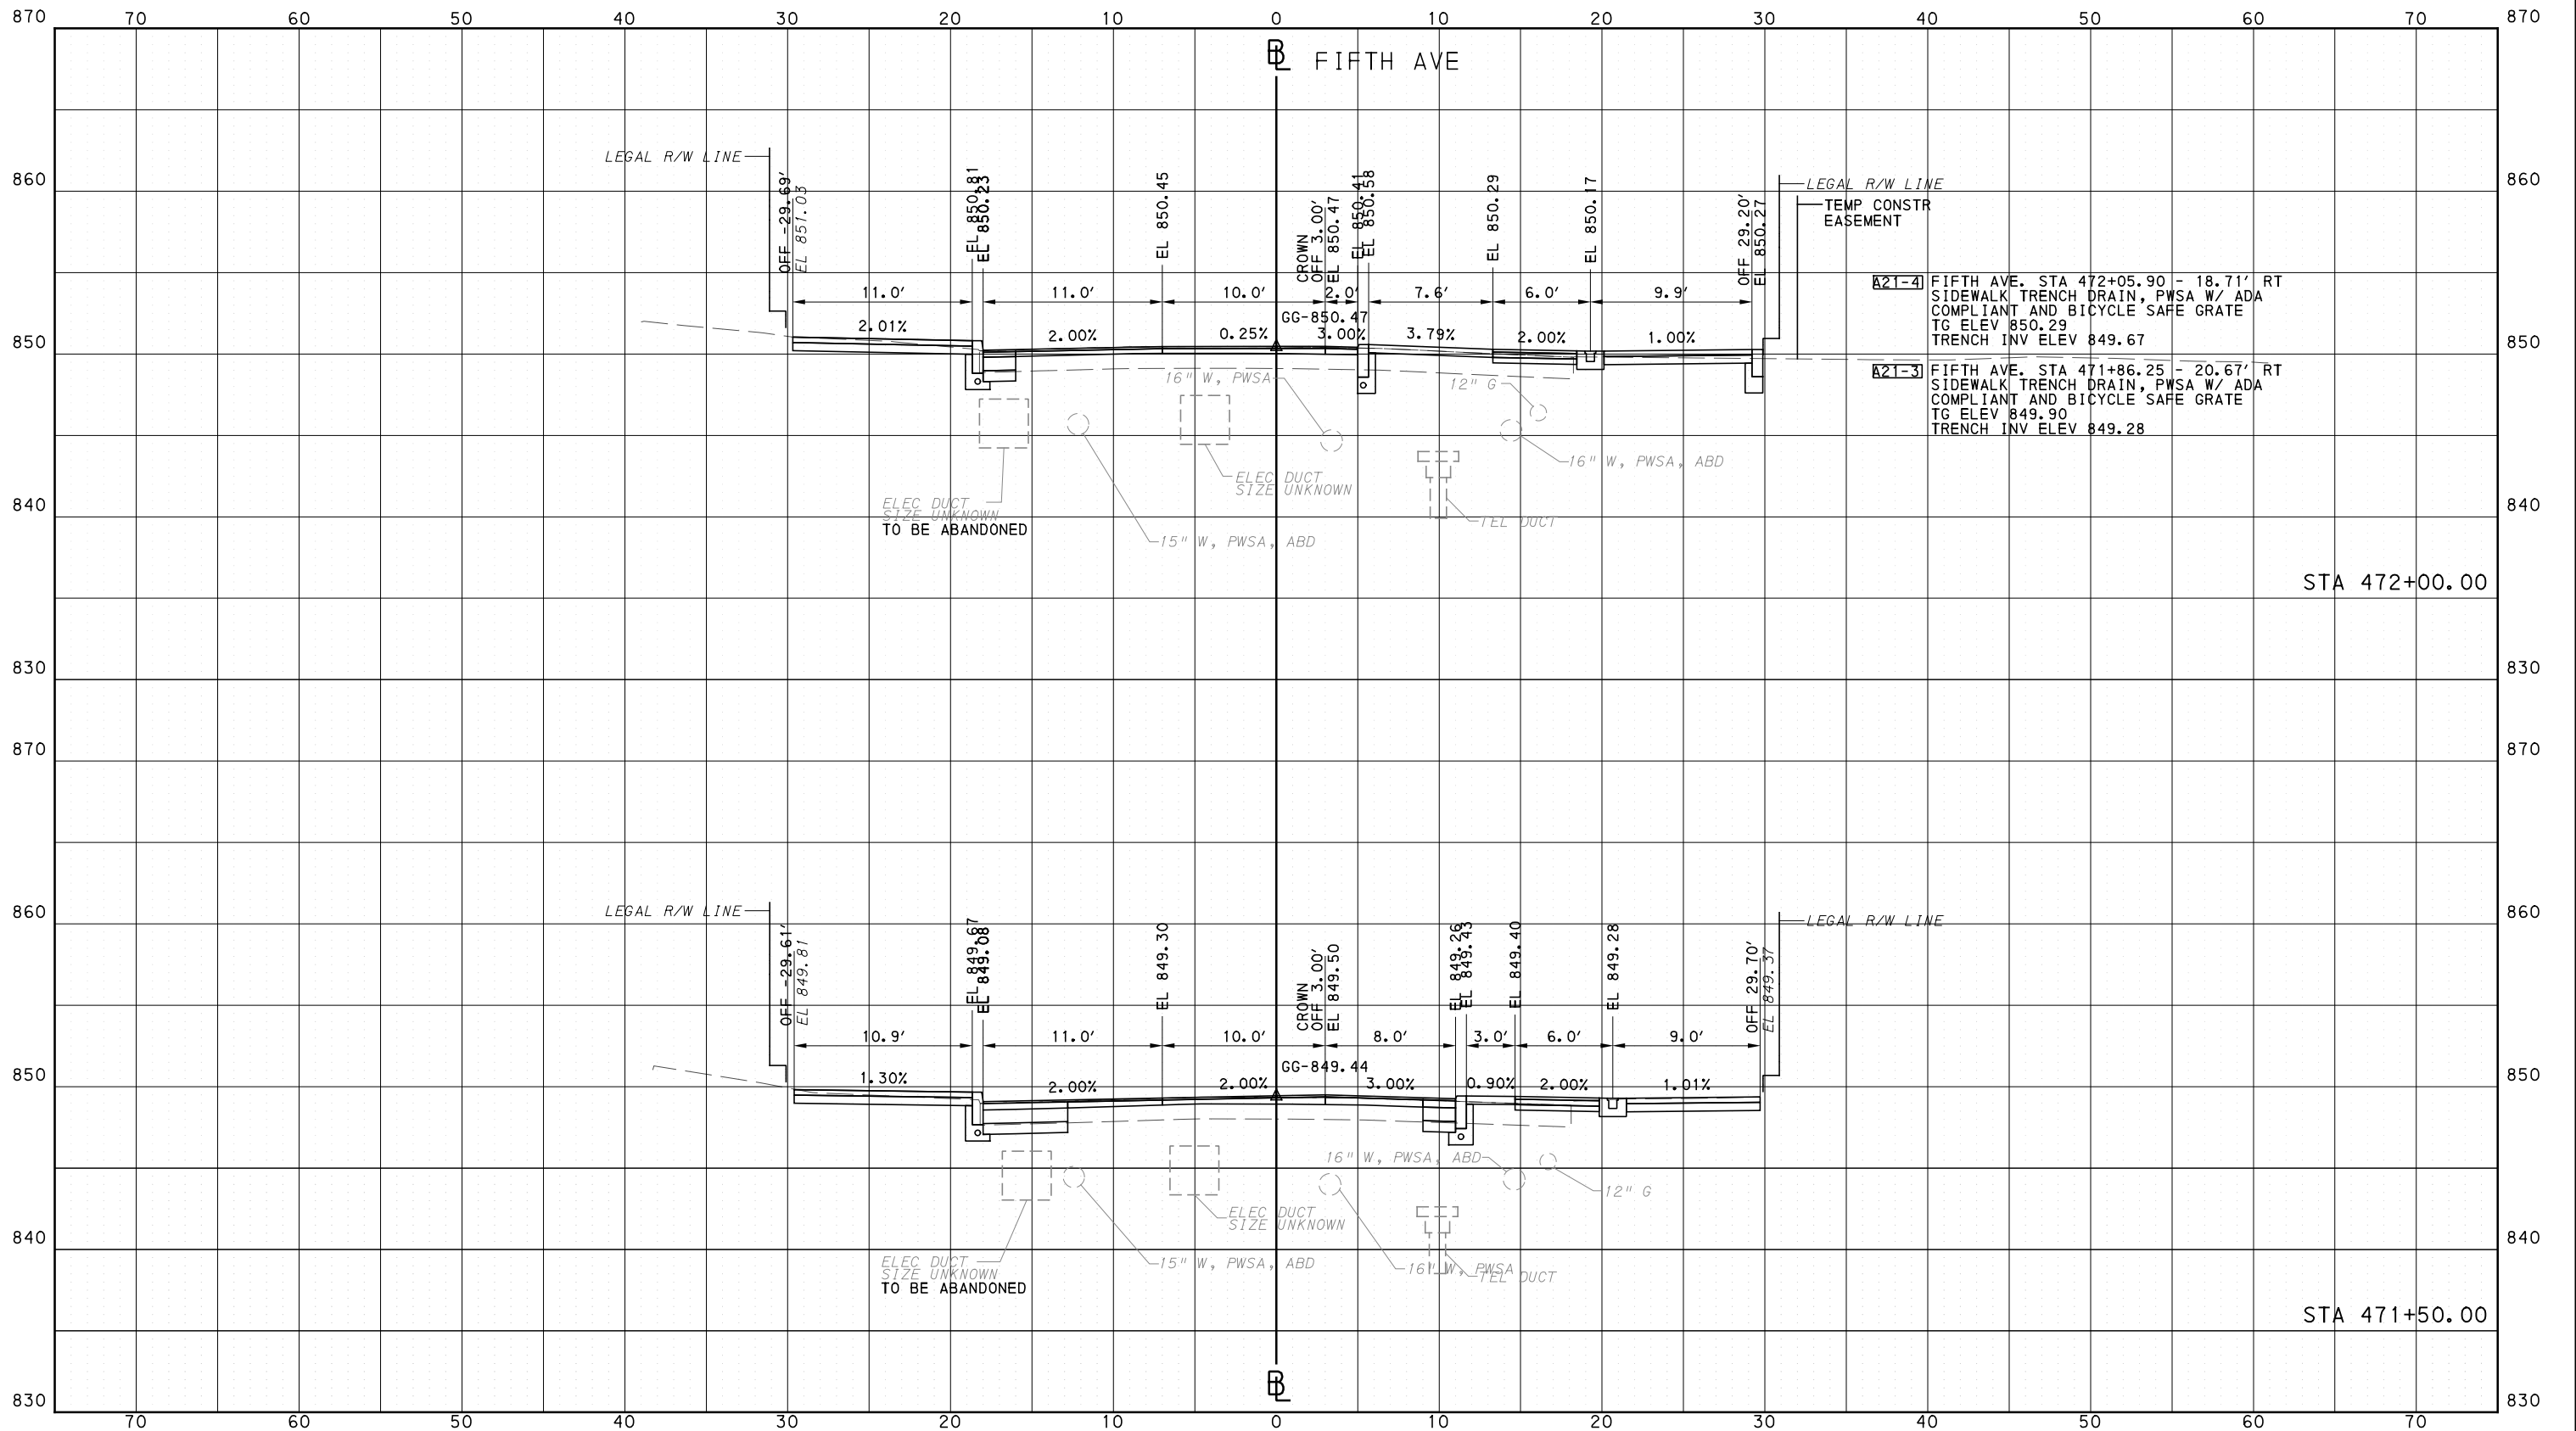 870 70 60 50 40 30 20 10 0 10 20 30 40 50 60 70 870
BL FIFTH AVE
LEGAL R/W LINE
OFF -29.69'
EL 851.03
EL 850.81
EL 850.23
EL 850.45
CROWN
OFF 3.00'
EL 850.47
EL 850.41
EL 850.58
EL 850.29
EL 850.17
OFF 29.20'
EL 850.27
LEGAL R/W LINE
TEMP CONSTR
EASEMENT
860 860
11.0' 11.0' 10.0' 2.0' 7.6' 6.0' 9.9'
GG-850.47
2.01% 2.00% 0.25% 3.00% 3.79% 2.00% 1.00%
850 850
A21-4 FIFTH AVE. STA 472+05.90 - 18.71' RT
SIDEWALK TRENCH DRAIN, PWSA W/ ADA
COMPLIANT AND BICYCLE SAFE GRATE
TG ELEV 850.29
TRENCH INV ELEV 849.67
A21-3 FIFTH AVE. STA 471+86.25 - 20.67' RT
SIDEWALK TRENCH DRAIN, PWSA W/ ADA
COMPLIANT AND BICYCLE SAFE GRATE
TG ELEV 849.90
TRENCH INV ELEV 849.28
16" W, PWSA
12" G
16" W, PWSA, ABD
ELEC DUCT
SIZE UNKNOWN
ELEC DUCT
SIZE UNKNOWN
TO BE ABANDONED
TEL DUCT
15" W, PWSA, ABD
840 840
STA 472+00.00
830 830
870 870
LEGAL R/W LINE
OFF -29.61'
EL 849.81
EL 849.67
EL 849.08
EL 849.30
CROWN
OFF 3.00'
EL 849.50
EL 849.26
EL 849.43
EL 849.40
EL 849.28
OFF 29.70'
EL 849.37
LEGAL R/W LINE
860 860
10.9' 11.0' 10.0' 8.0' 3.0' 6.0' 9.0'
GG-849.44
1.30% 2.00% 2.00% 3.00% 0.90% 2.00% 1.01%
850 850
16" W, PWSA, ABD
12" G
ELEC DUCT
SIZE UNKNOWN
ELEC DUCT
SIZE UNKNOWN
TO BE ABANDONED
15" W, PWSA, ABD
16" W, PWSA
TEL DUCT
840 840
STA 471+50.00
BL
830 830
70 60 50 40 30 20 10 0 10 20 30 40 50 60 70